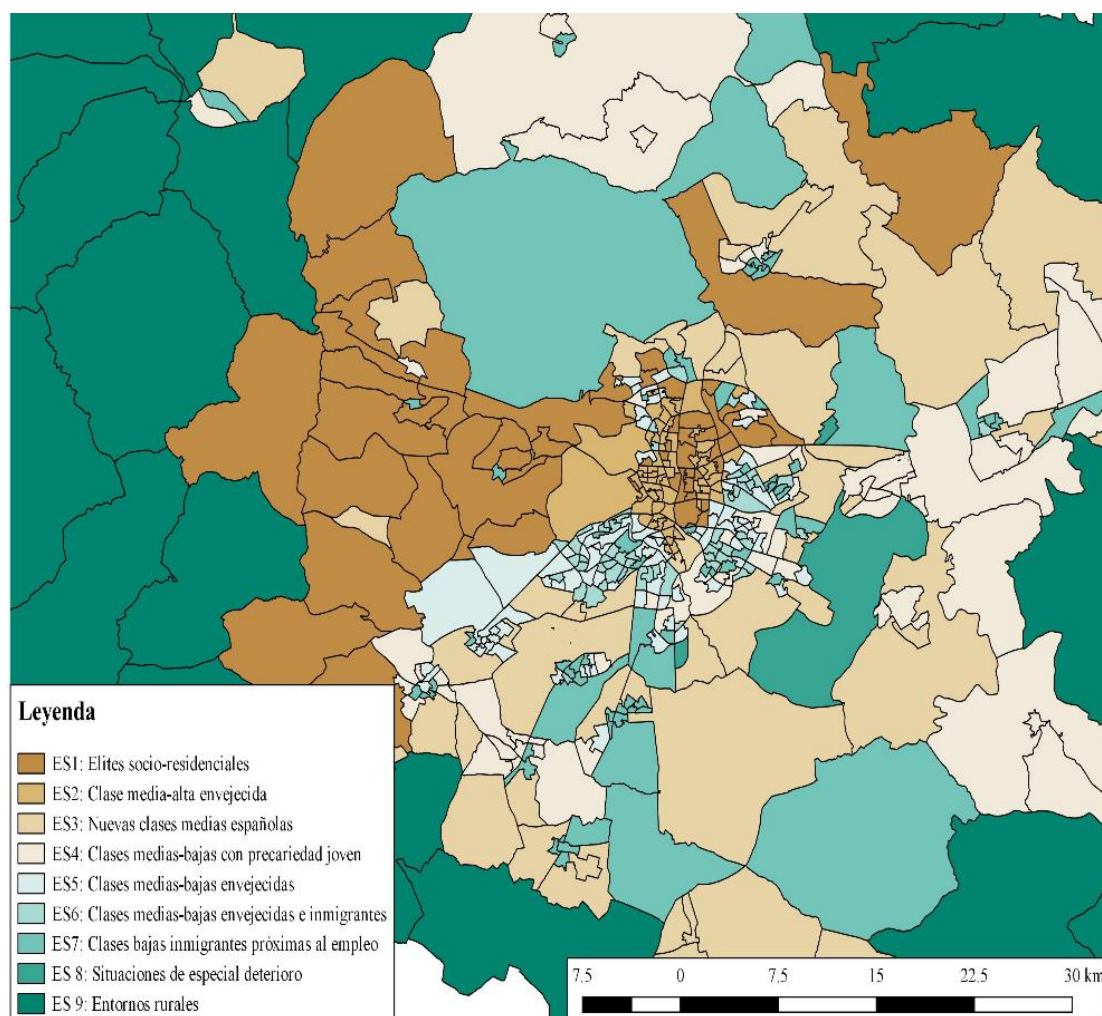 Leyenda
ES1: Elites socio-residenciales
ES2: Clase media-alta envejecida
ES3: Nuevas clases medias españolas
ES4: Clases medias-bajas con precariedad joven
ES5: Clases medias-bajas envejecidas
ES6: Clases medias-bajas envejecidas e inmigrantes
ES7: Clases bajas inmigrantes próximas al empleo
ES 8: Situaciones de especial deterioro
ES 9: Entornos rurales
7.5 0 7.5 15 22.5 30 km